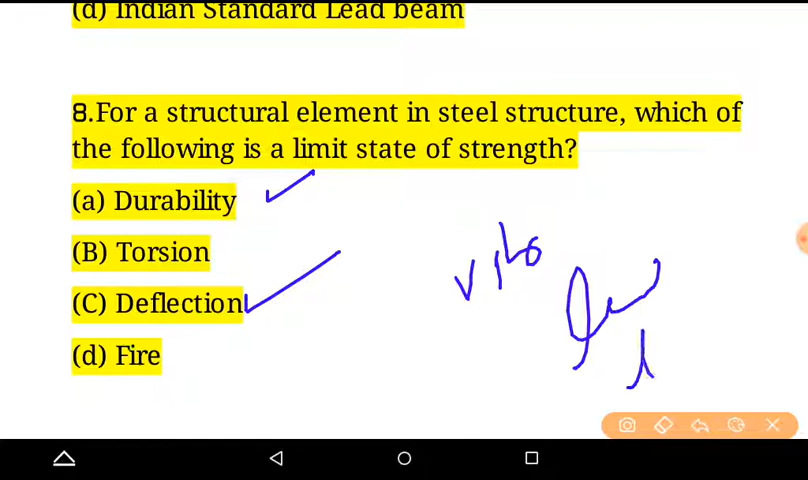 (d) Indian Standard Lead beam
8.For a structural element in steel structure, which of
the following is a limit state of strength?
(a) Durability
(B) Torsion
(C) Deflection
(d) Fire